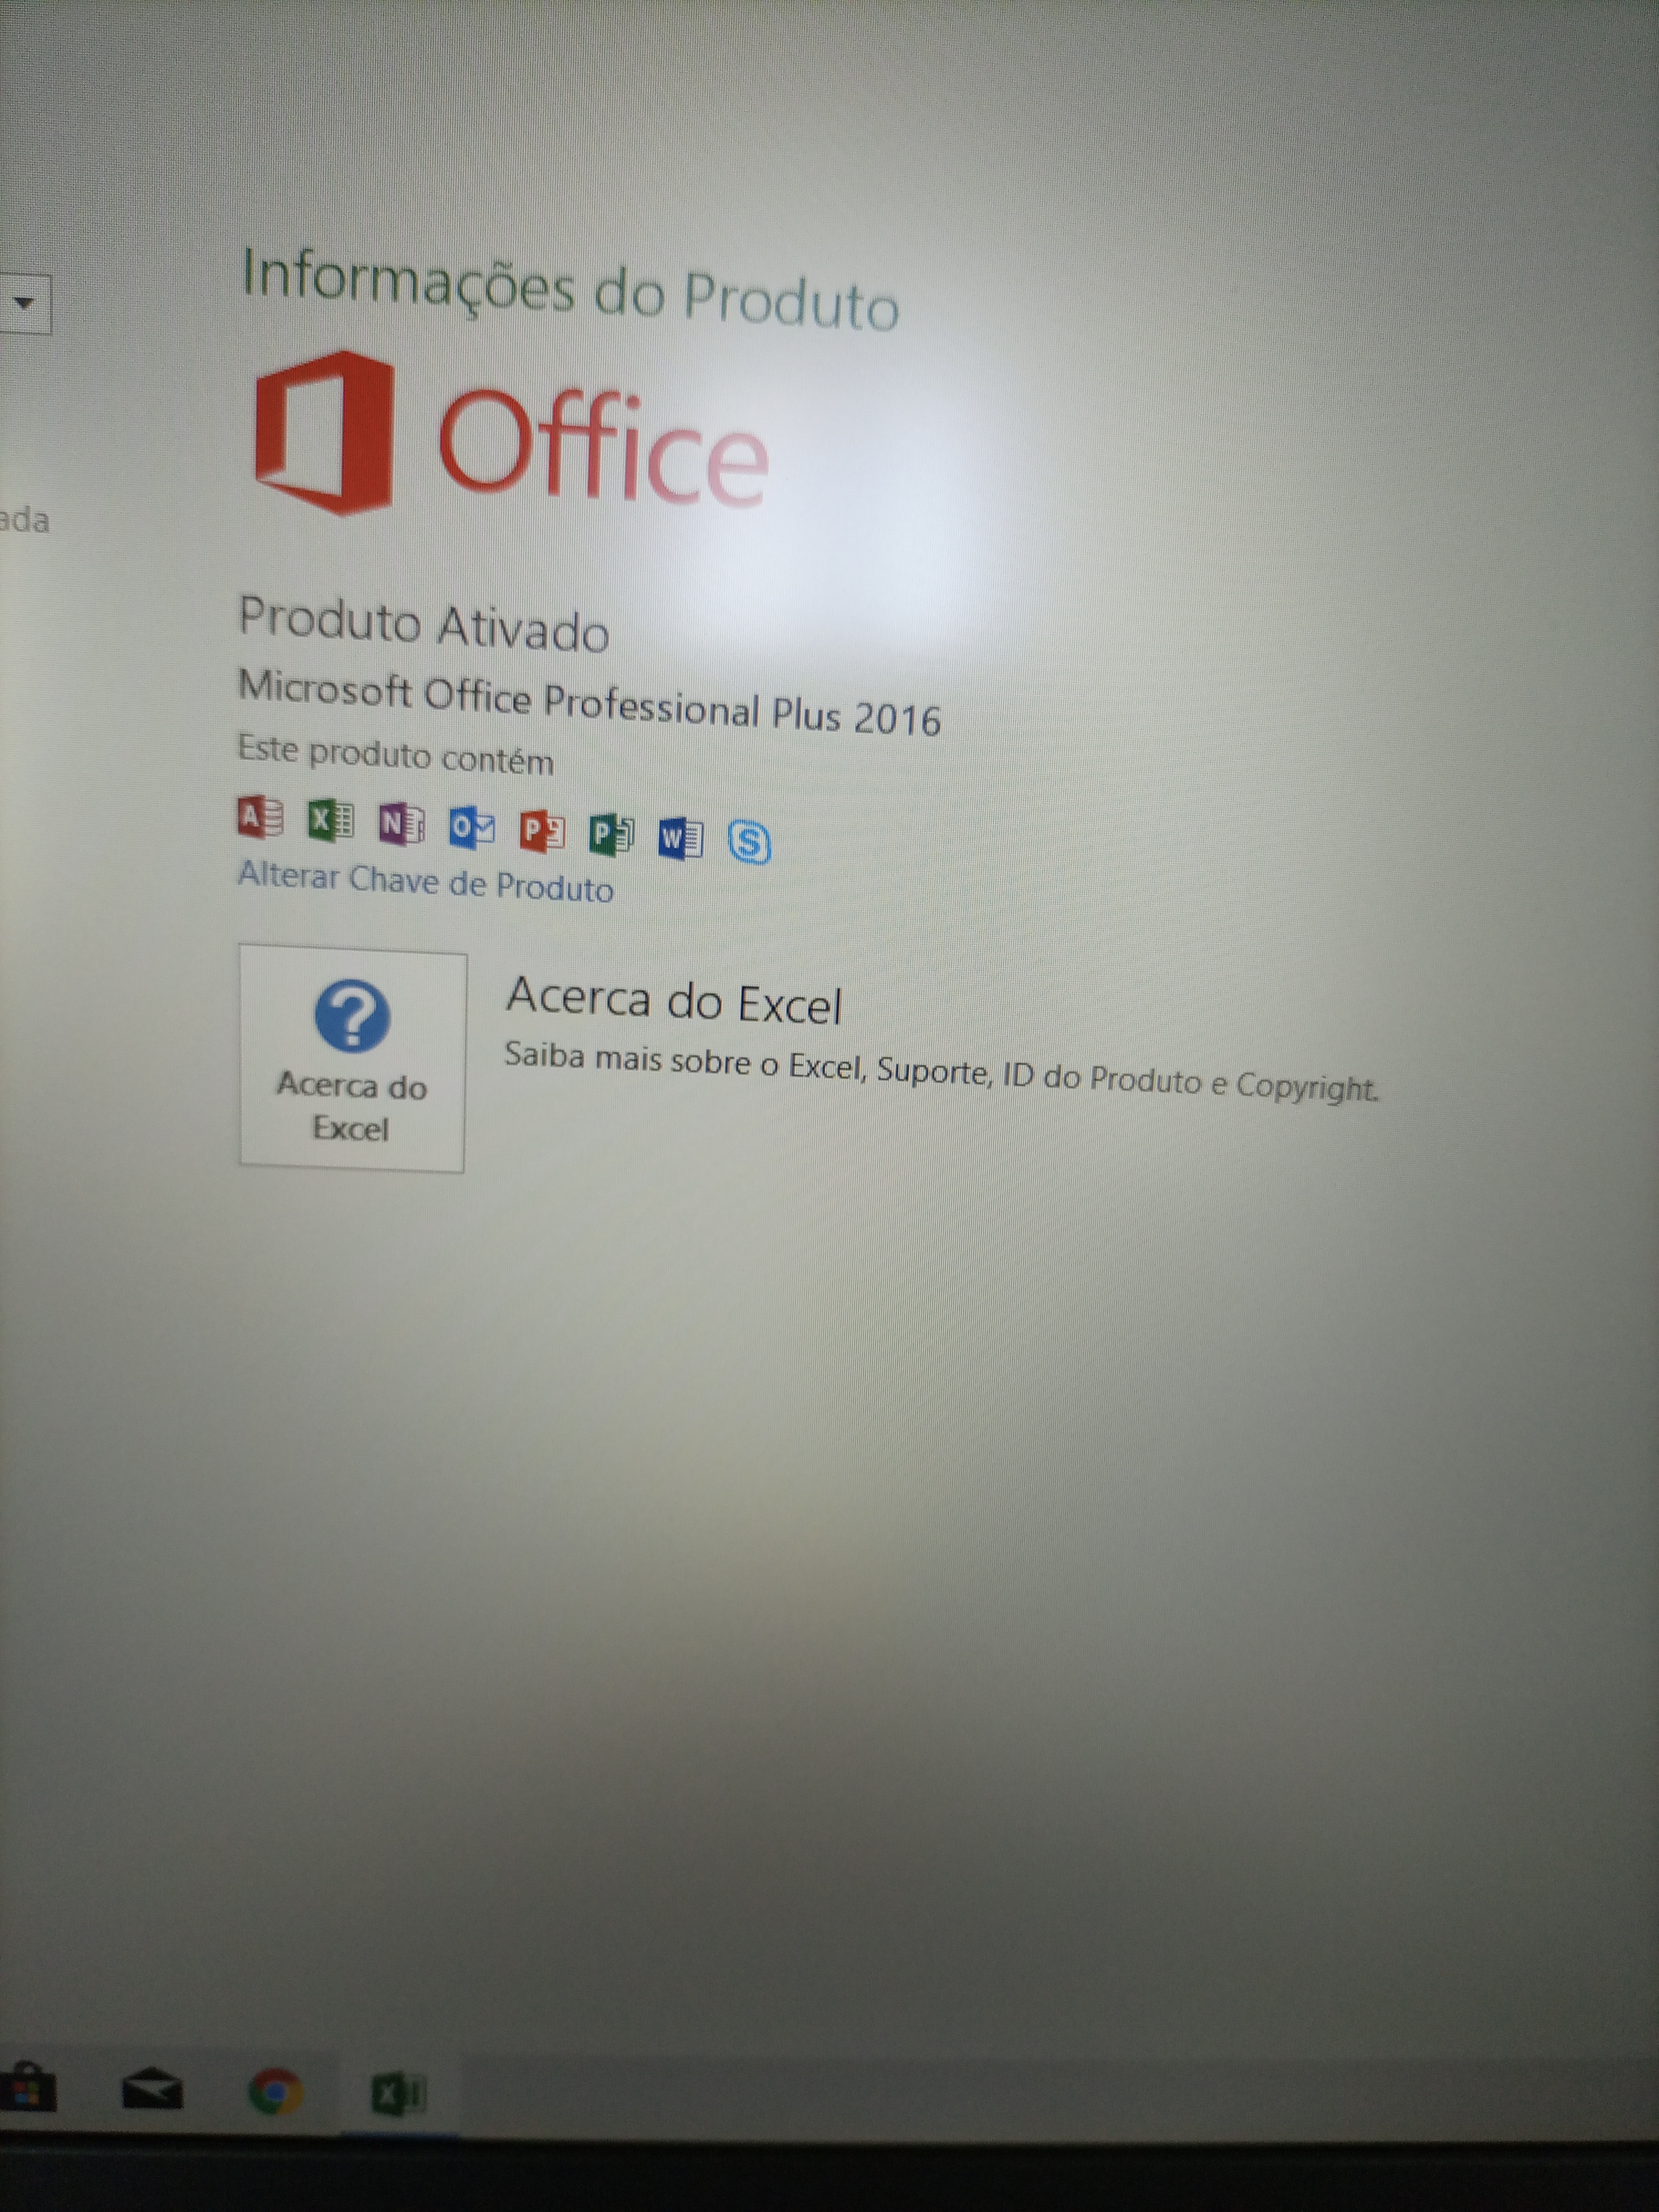 Informações do Produto
Office
ada
Produto Ativado
Microsoft Office Professional Plus 2016
Este produto contém
A X N O P P W S
Alterar Chave de Produto
Acerca do Excel
Saiba mais sobre o Excel, Suporte, ID do Produto e Copyright.
Acerca do
Excel
X